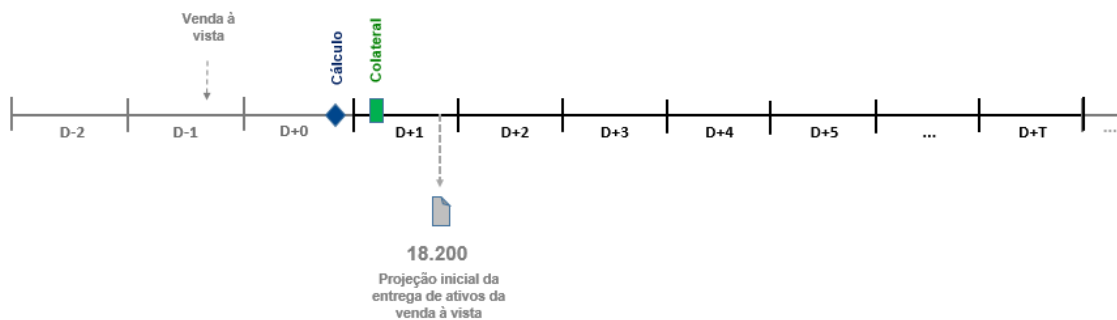 Venda à
vista
Cálculo
Colateral
D-2
D-1
D+0
D+1
D+2
D+3
D+4
D+5
...
D+T
...
18.200
Projeção inicial da
entrega de ativos da
venda à vista